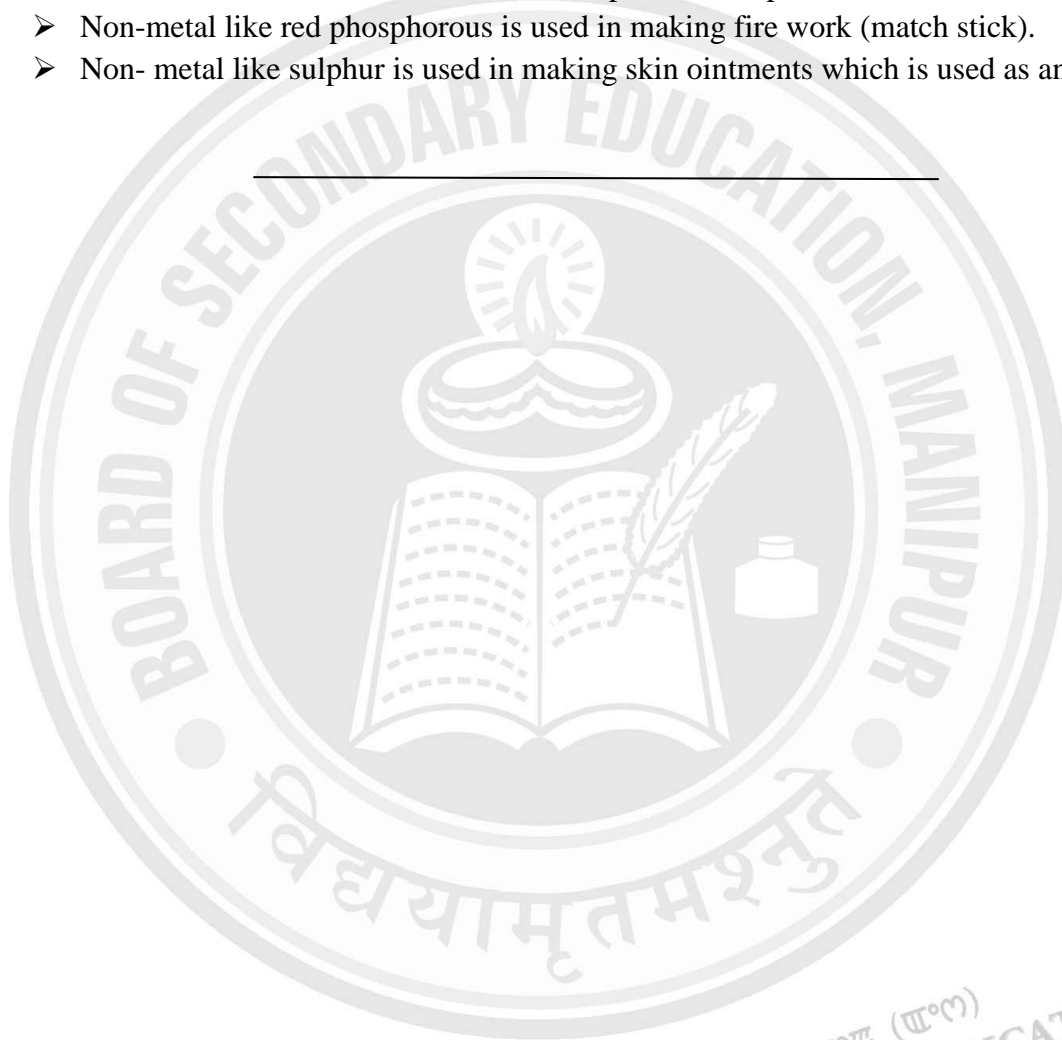 ➢ Non-metal like red phosphorous is used in making fire work (match stick).
➢ Non- metal like sulphur is used in making skin ointments which is used as an
BOARD OF SECONDARY EDUCATION, MANIPUR
विद्ययामृतमश्नुते